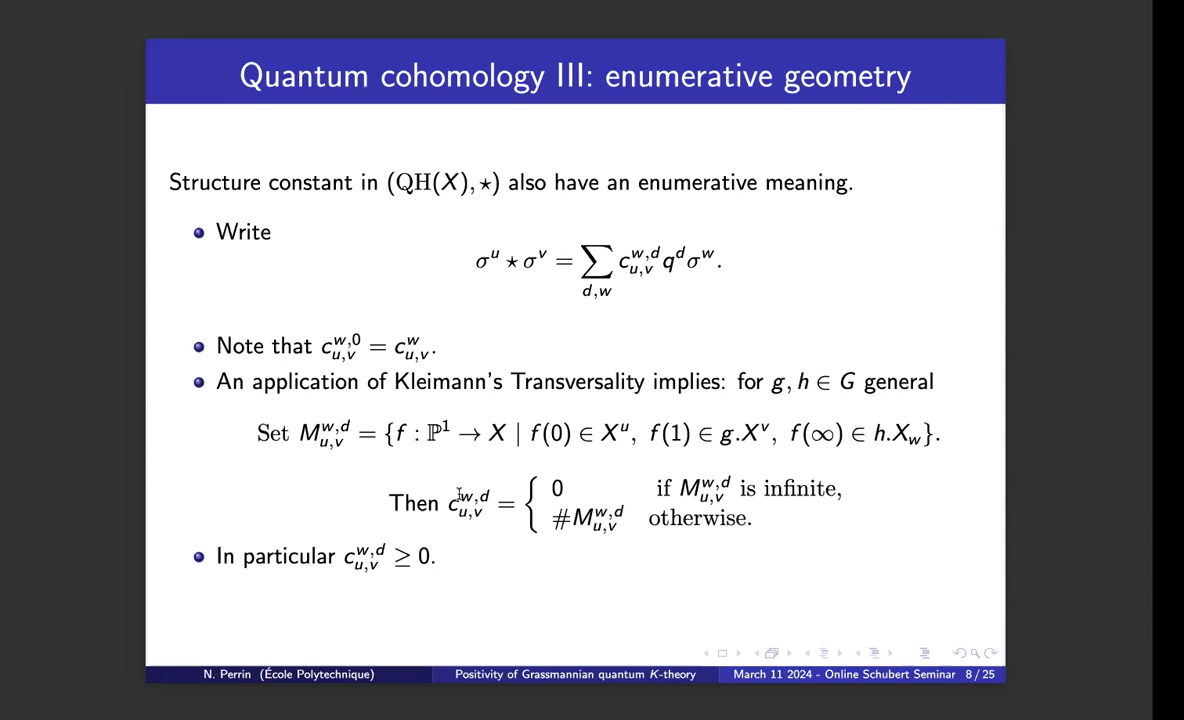 Quantum cohomology III: enumerative geometry
Structure constant in (QH(X), ⋆) also have an enumerative meaning.
• Write
σ^u ⋆ σ^v = ∑_{d,w} c_{u,v}^{w,d} q^d σ^w.
• Note that c_{u,v}^{w,0} = c_{u,v}^w.
• An application of Kleimann's Transversality implies: for g, h ∈ G general
Set M_{u,v}^{w,d} = {f : ℙ^1 → X | f(0) ∈ X^u, f(1) ∈ g.X^v, f(∞) ∈ h.X_w}.
Then c_{u,v}^{w,d} = { 0 if M_{u,v}^{w,d} is infinite,
#M_{u,v}^{w,d} otherwise.
• In particular c_{u,v}^{w,d} ≥ 0.
N. Perrin (École Polytechnique) Positivity of Grassmannian quantum K-theory March 11 2024 - Online Schubert Seminar 8 / 25